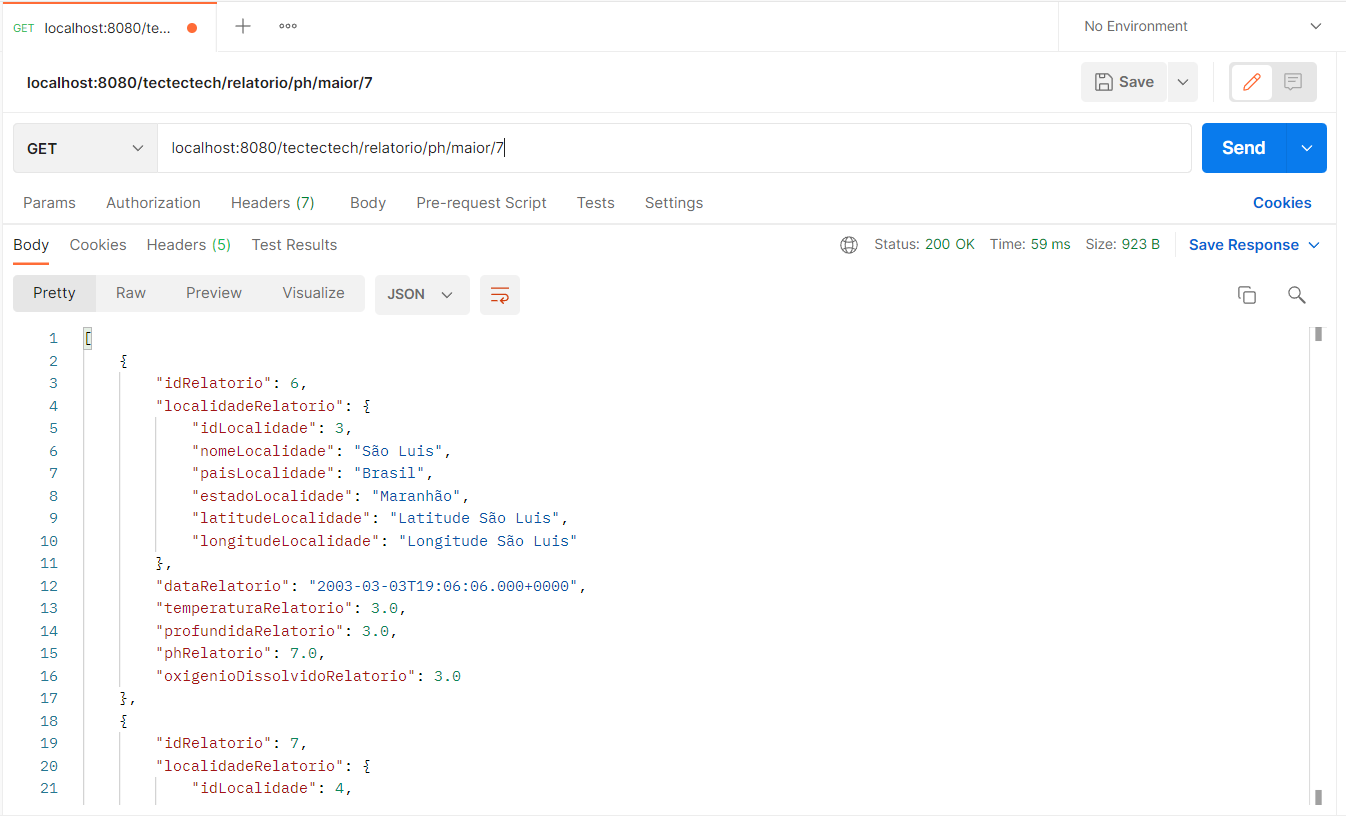 GET localhost:8080/te...
No Environment
localhost:8080/tectectech/relatorio/ph/maior/7
Save
GET localhost:8080/tectectech/relatorio/ph/maior/7 Send
Params Authorization Headers (7) Body Pre-request Script Tests Settings Cookies
Body Cookies Headers (5) Test Results Status: 200 OK Time: 59 ms Size: 923 B Save Response
Pretty Raw Preview Visualize JSON
1 [
2 {
3 "idRelatorio": 6,
4 "localidadeRelatorio": {
5 "idLocalidade": 3,
6 "nomeLocalidade": "São Luis",
7 "paisLocalidade": "Brasil",
8 "estadoLocalidade": "Maranhão",
9 "latitudeLocalidade": "Latitude São Luis",
10 "longitudeLocalidade": "Longitude São Luis"
11 },
12 "dataRelatorio": "2003-03-03T19:06:06.000+0000",
13 "temperaturaRelatorio": 3.0,
14 "profundidaRelatorio": 3.0,
15 "phRelatorio": 7.0,
16 "oxigenioDissolvidoRelatorio": 3.0
17 },
18 {
19 "idRelatorio": 7,
20 "localidadeRelatorio": {
21 "idLocalidade": 4,